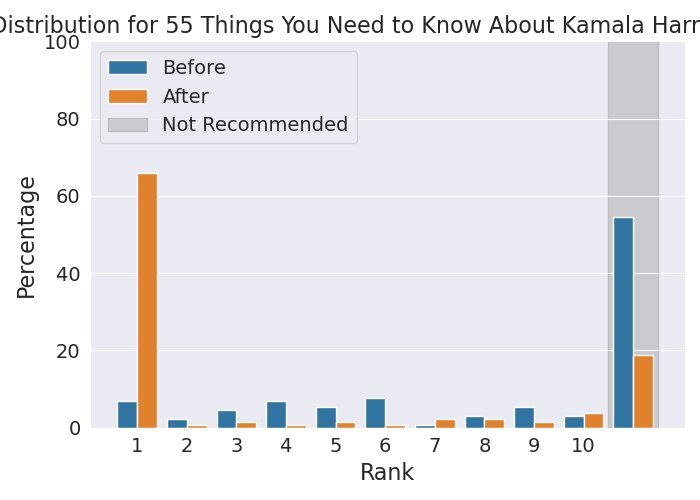 Distribution for 55 Things You Need to Know About Kamala Harr
100
80
60
40
20
0
Percentage
Before
After
Not Recommended
1 2 3 4 5 6 7 8 9 10
Rank